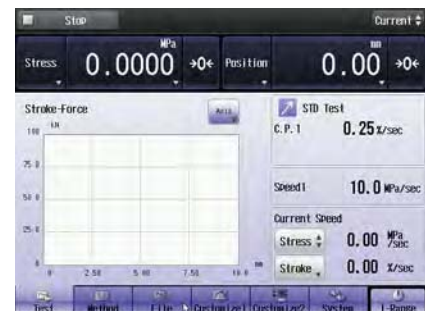 Stop
Current
Stress 0.0000 MPa →0← Position 0.00 mm →0←
Stroke-Force
Axis
kN
100
75.0
50.0
25.0
0
0 2.50 5.00 7.50 10.0 mm
STD Test
C.P.1 0.25 %/sec
Speed1 10.0 MPa/sec
Current Speed
Stress 0.00 MPa/sec
Stroke 0.00 %/sec
Test Method File Customize1 Customize2 System I-Range